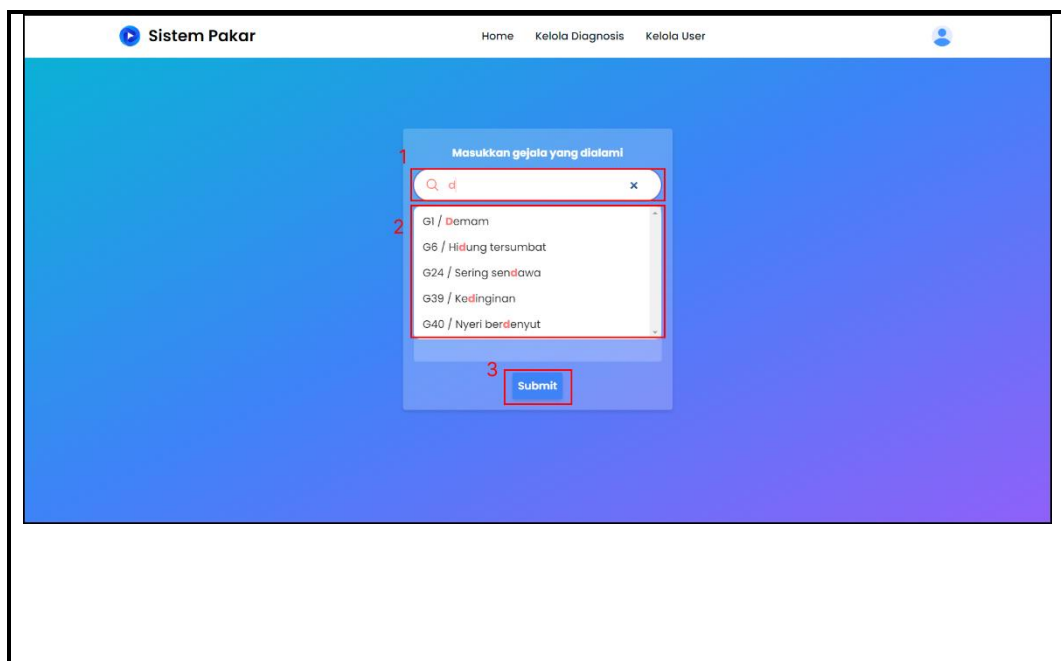 Sistem Pakar
Home Kelola Diagnosis Kelola User
Masukkan gejala yang dialami
1
d
2
G1 / Demam
G6 / Hidung tersumbat
G24 / Sering sendawa
G39 / Kedinginan
G40 / Nyeri berdenyut
3
Submit